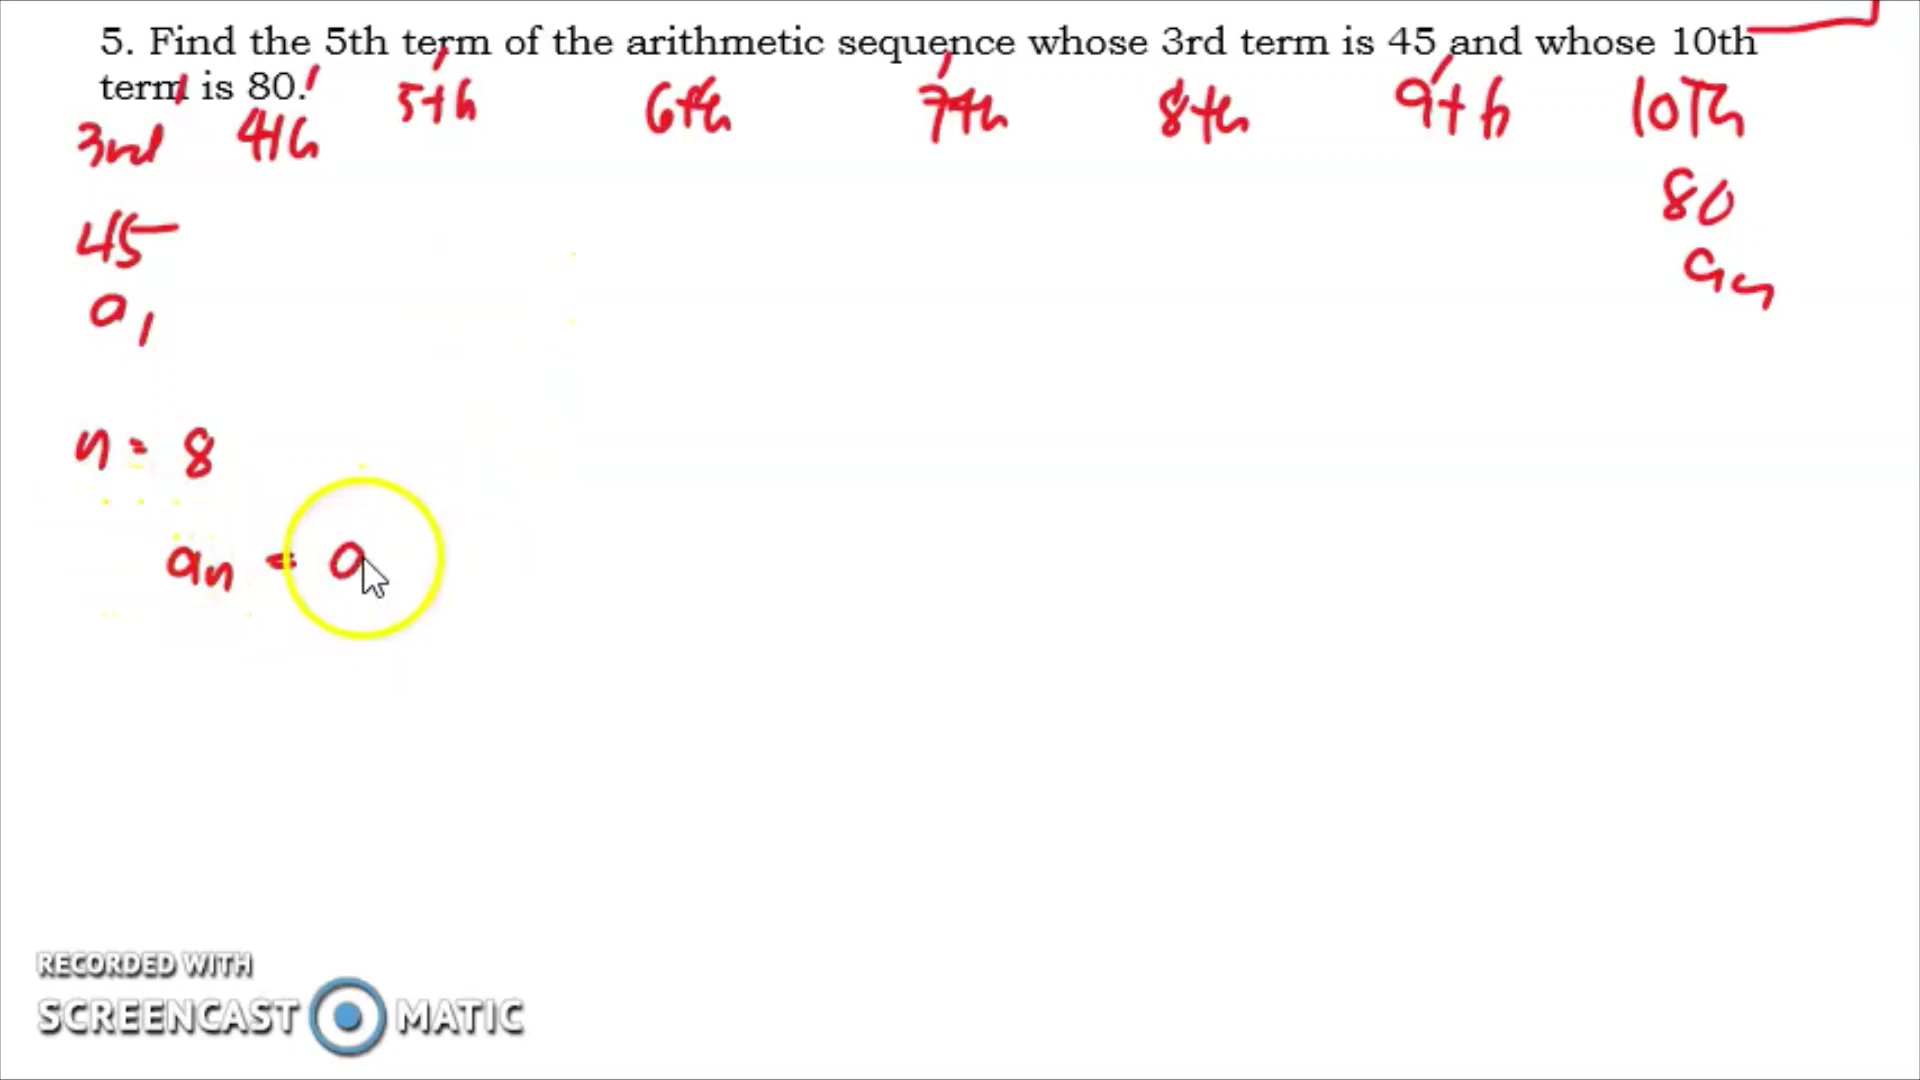 5. Find the 5th term of the arithmetic sequence whose 3rd term is 45 and whose 10th
term is 80.
3rd 4th 5th 6th 7th 8th 9th 10Th
45 80
a1 an
n = 8
an = a
RECORDED WITH
SCREENCAST MATIC